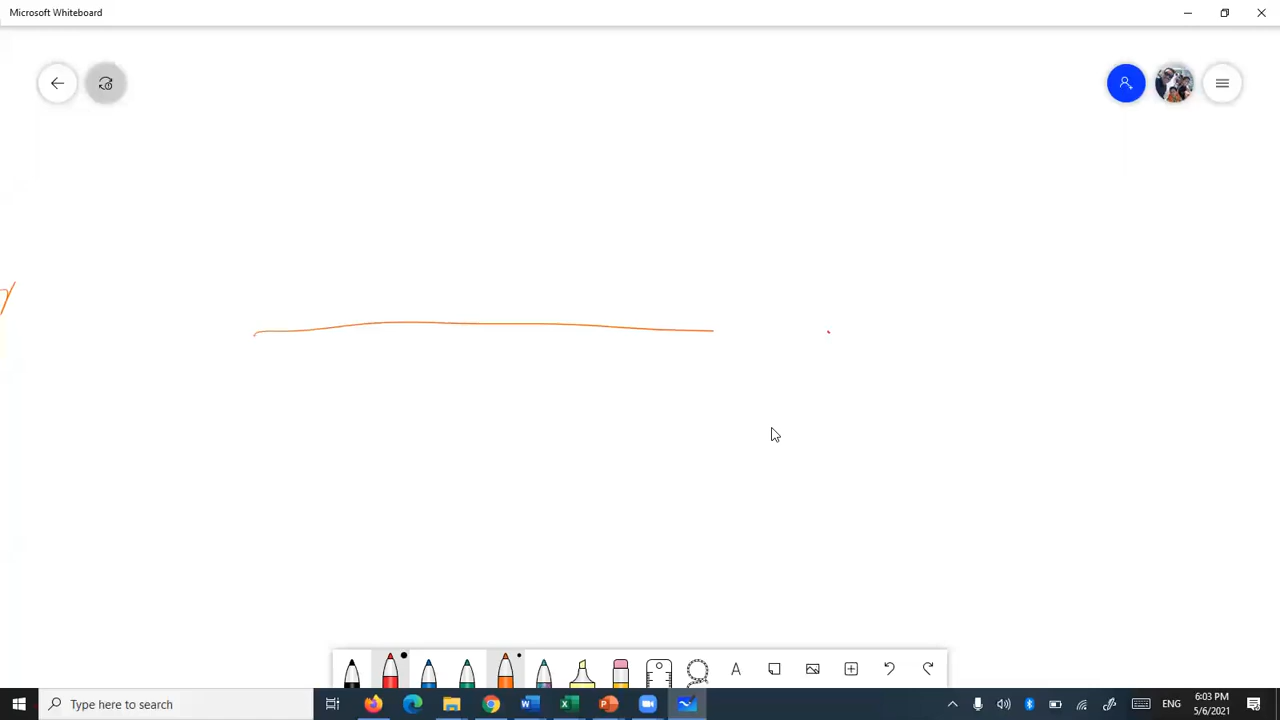 Microsoft Whiteboard
A
Type here to search
ENG
6:03 PM
5/6/2021